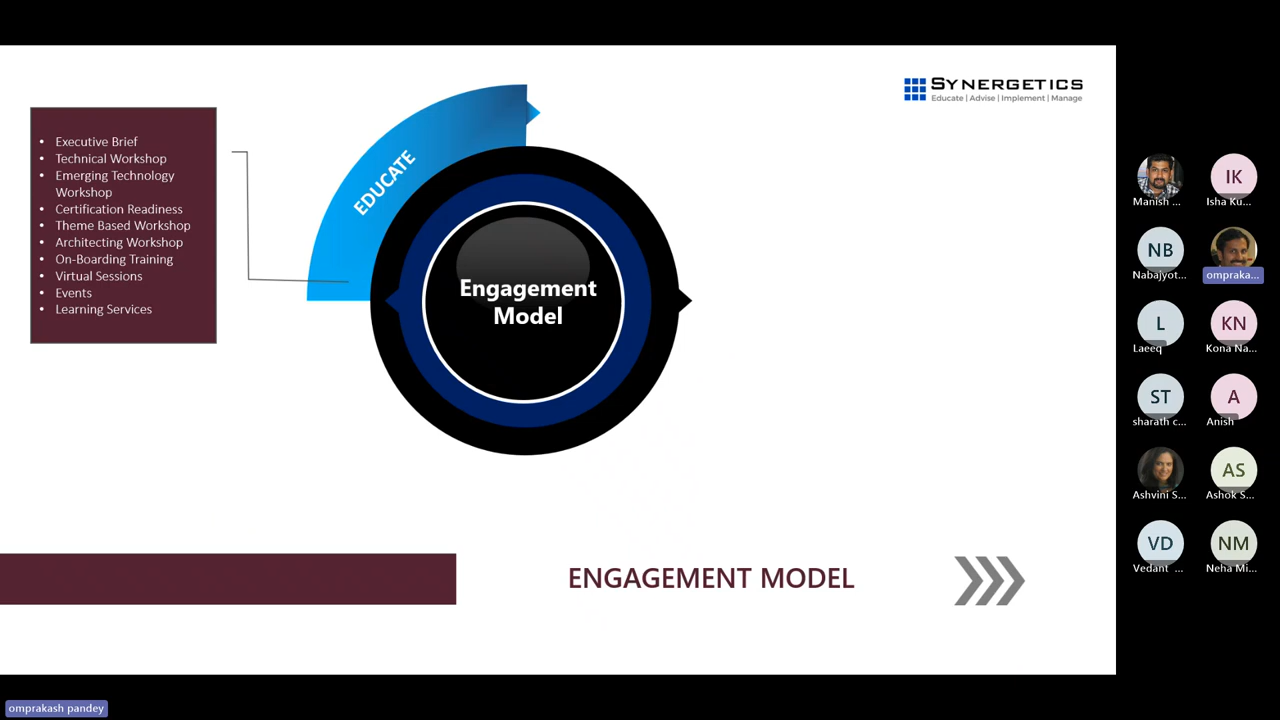 SYNERGETICS
Educate | Advise | Implement | Manage
• Executive Brief
• Technical Workshop
• Emerging Technology
Workshop
• Certification Readiness
• Theme Based Workshop
• Architecting Workshop
• On-Boarding Training
• Virtual Sessions
• Events
• Learning Services
EDUCATE
Engagement
Model
ENGAGEMENT MODEL
Manish ...
IK
Isha Ku...
NB
Nabajyot...
ompraka...
L
Laeeq
KN
Kona Na...
ST
sharath c...
A
Anish
Ashvini S...
AS
Ashok S...
VD
Vedant ...
NM
Neha Mi...
omprakash pandey